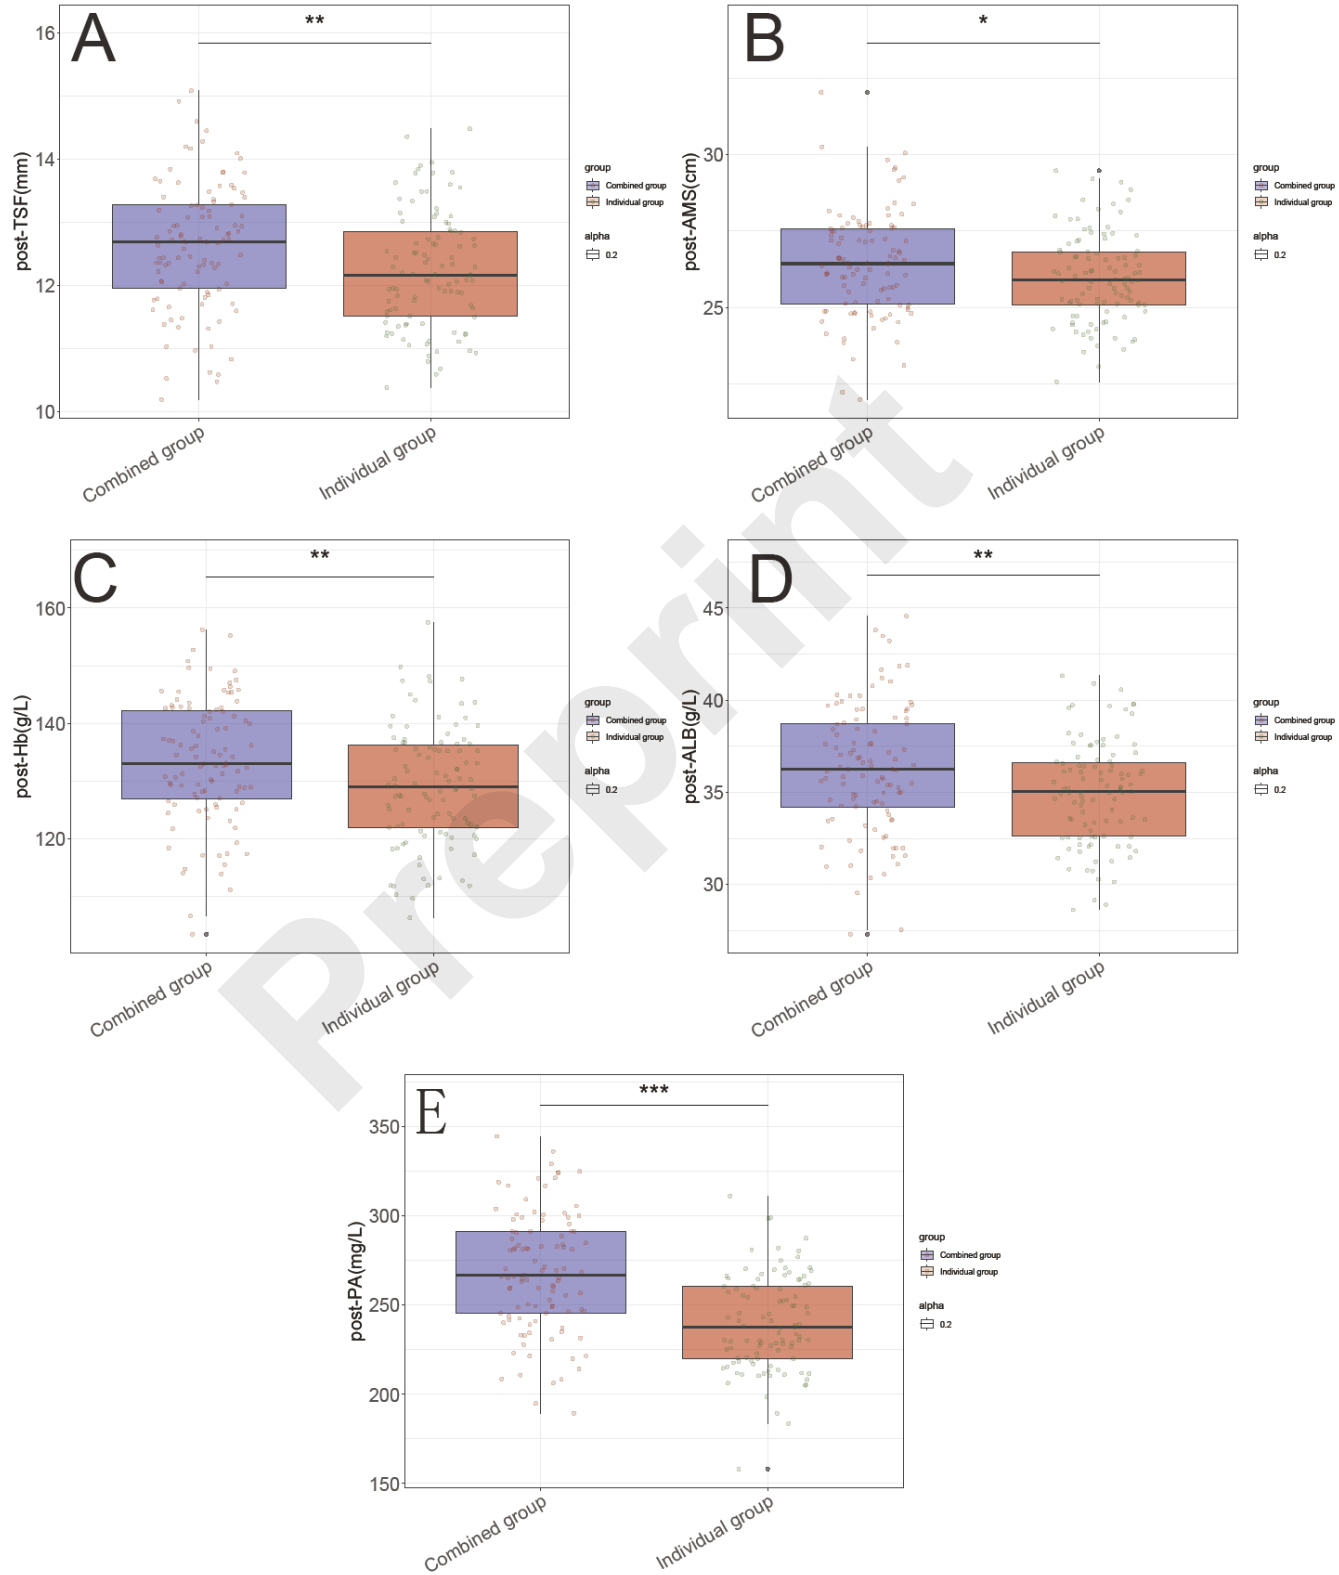 A
**
16
14
12
10
post-TSF(mm)
Combined group
Individual group
group
Combined group
Individual group
alpha
0.2
B
*
30
25
post-AMS(cm)
Combined group
Individual group
group
Combined group
Individual group
alpha
0.2
C
**
160
140
120
post-Hb(g/L)
Combined group
Individual group
group
Combined group
Individual group
alpha
0.2
D
**
45
40
35
30
post-ALB(g/L)
Combined group
Individual group
group
Combined group
Individual group
alpha
0.2
E
***
350
300
250
200
150
post-PA(mg/L)
Combined group
Individual group
group
Combined group
Individual group
alpha
0.2
Preprint